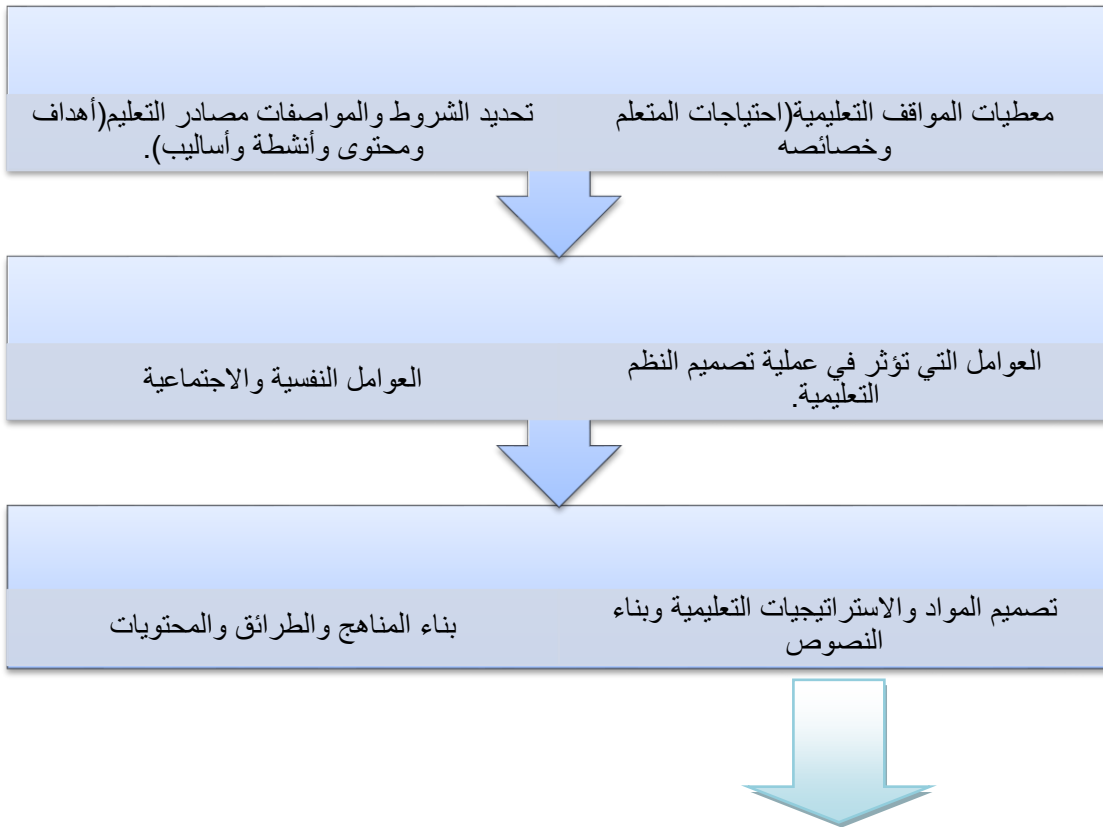 معطيات المواقف التعليمية(احتياجات المتعلم
وخصائصه
تحديد الشروط والمواصفات مصادر التعليم(أهداف
ومحتوى وأنشطة وأساليب).
العوامل التي تؤثر في عملية تصميم النظم
التعليمية.
العوامل النفسية والاجتماعية
تصميم المواد والاستراتيجيات التعليمية وبناء
النصوص
بناء المناهج والطرائق والمحتويات